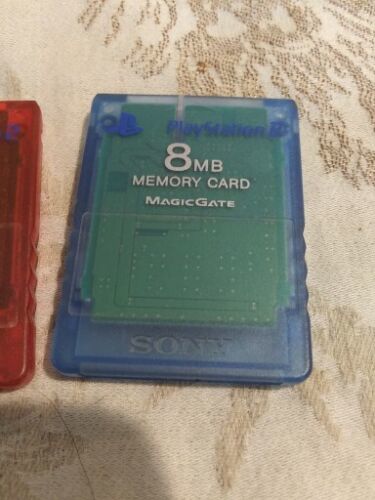 PlayStation 2
8MB
MEMORY CARD
MAGICGATE
SONY